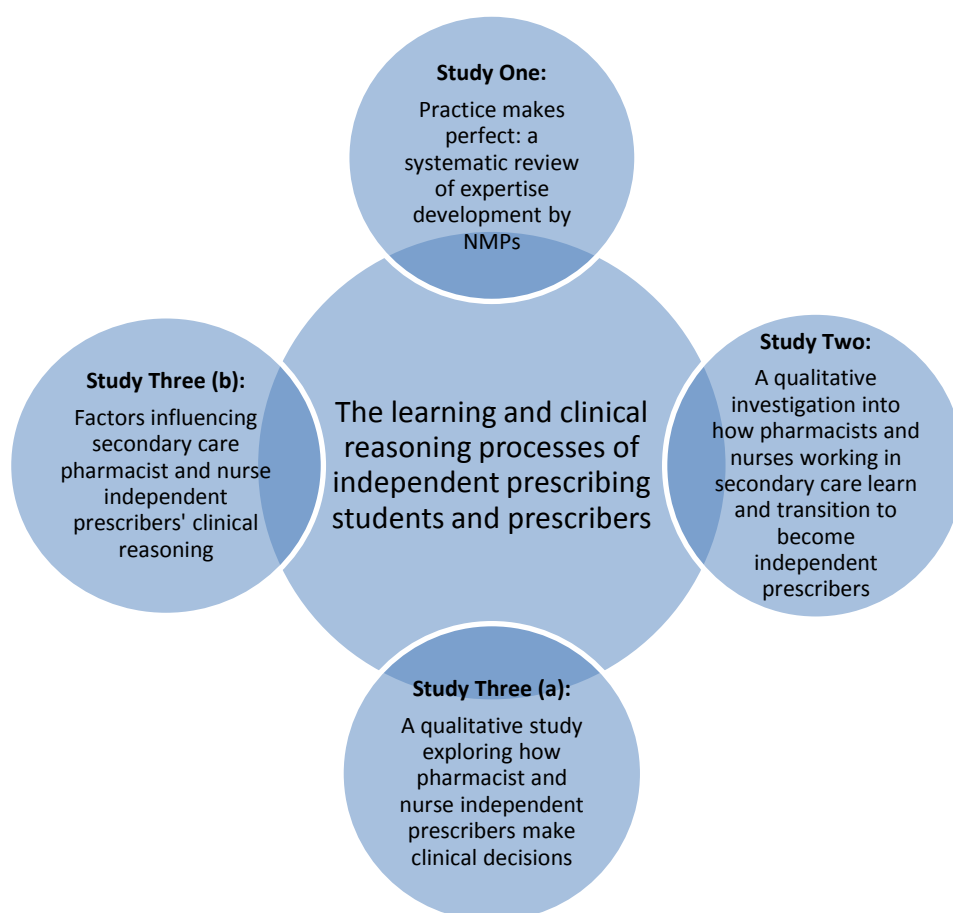 Study One:
Practice makes
perfect: a
systematic review
of expertise
development by
NMPs
Study Two:
A qualitative
investigation into
how pharmacists and
nurses working in
secondary care learn
and transition to
become
independent
prescribers
Study Three (b):
Factors influencing
secondary care
pharmacist and nurse
independent
prescribers' clinical
reasoning
The learning and clinical
reasoning processes of
independent prescribing
students and prescribers
Study Three (a):
A qualitative study
exploring how
pharmacist and
nurse independent
prescribers make
clinical decisions